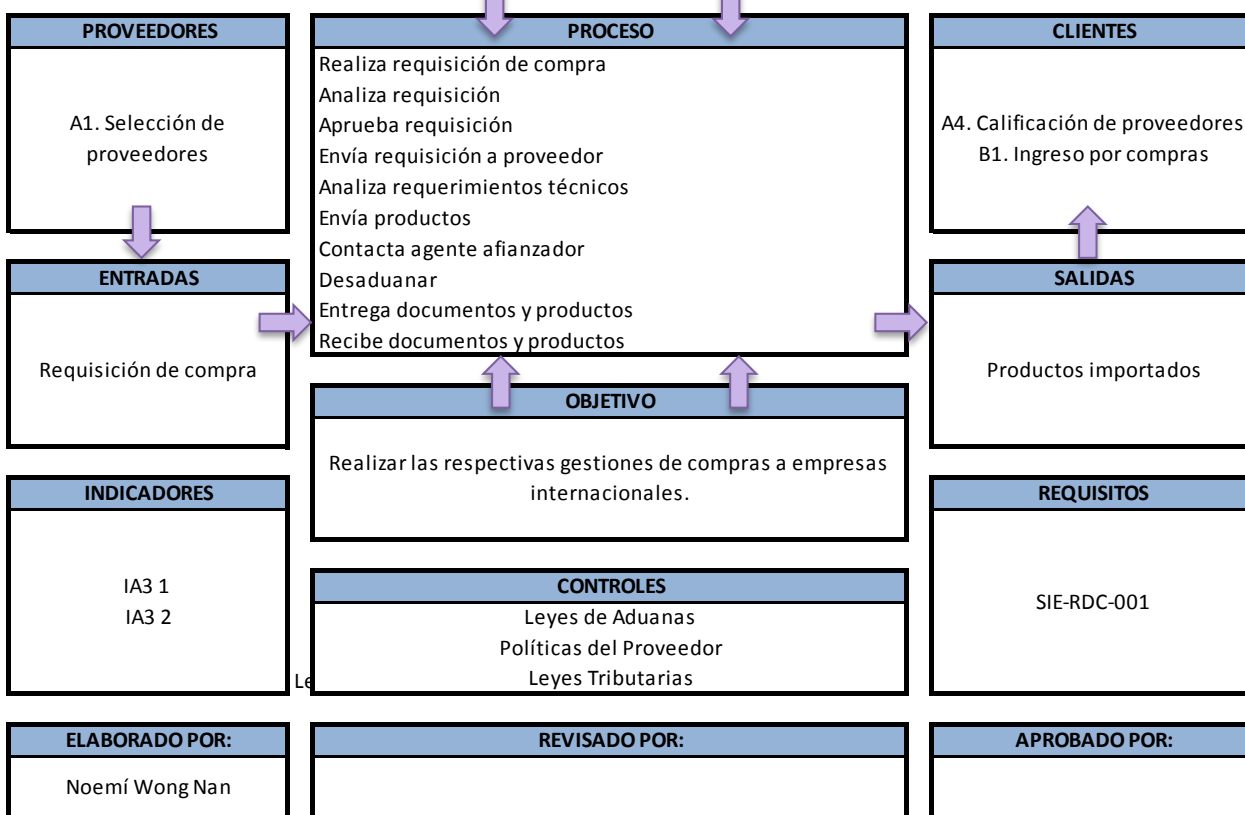 PROVEEDORES
A1. Selección de
proveedores
PROCESO
Realiza requisición de compra
Analiza requisición
Aprueba requisición
Envía requisición a proveedor
Analiza requerimientos técnicos
Envía productos
Contacta agente afianzador
Desaduanar
Entrega documentos y productos
Recibe documentos y productos
CLIENTES
A4. Calificación de proveedores
B1. Ingreso por compras
ENTRADAS
Requisición de compra
SALIDAS
Productos importados
OBJETIVO
Realizar las respectivas gestiones de compras a empresas
internacionales.
INDICADORES
IA3 1
IA3 2
CONTROLES
Leyes de Aduanas
Políticas del Proveedor
Leyes Tributarias
Le
REQUISITOS
SIE-RDC-001
ELABORADO POR:
Noemí Wong Nan
REVISADO POR:
APROBADO POR: